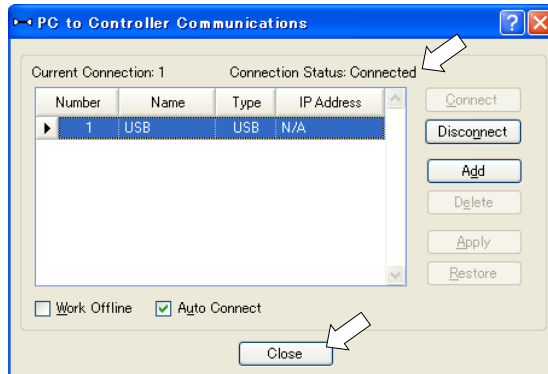 PC to Controller Communications
Current Connection: 1 Connection Status: Connected
Number Name Type IP Address
1 USB USB N/A
Connect
Disconnect
Add
Delete
Apply
Restore
Work Offline Auto Connect
Close